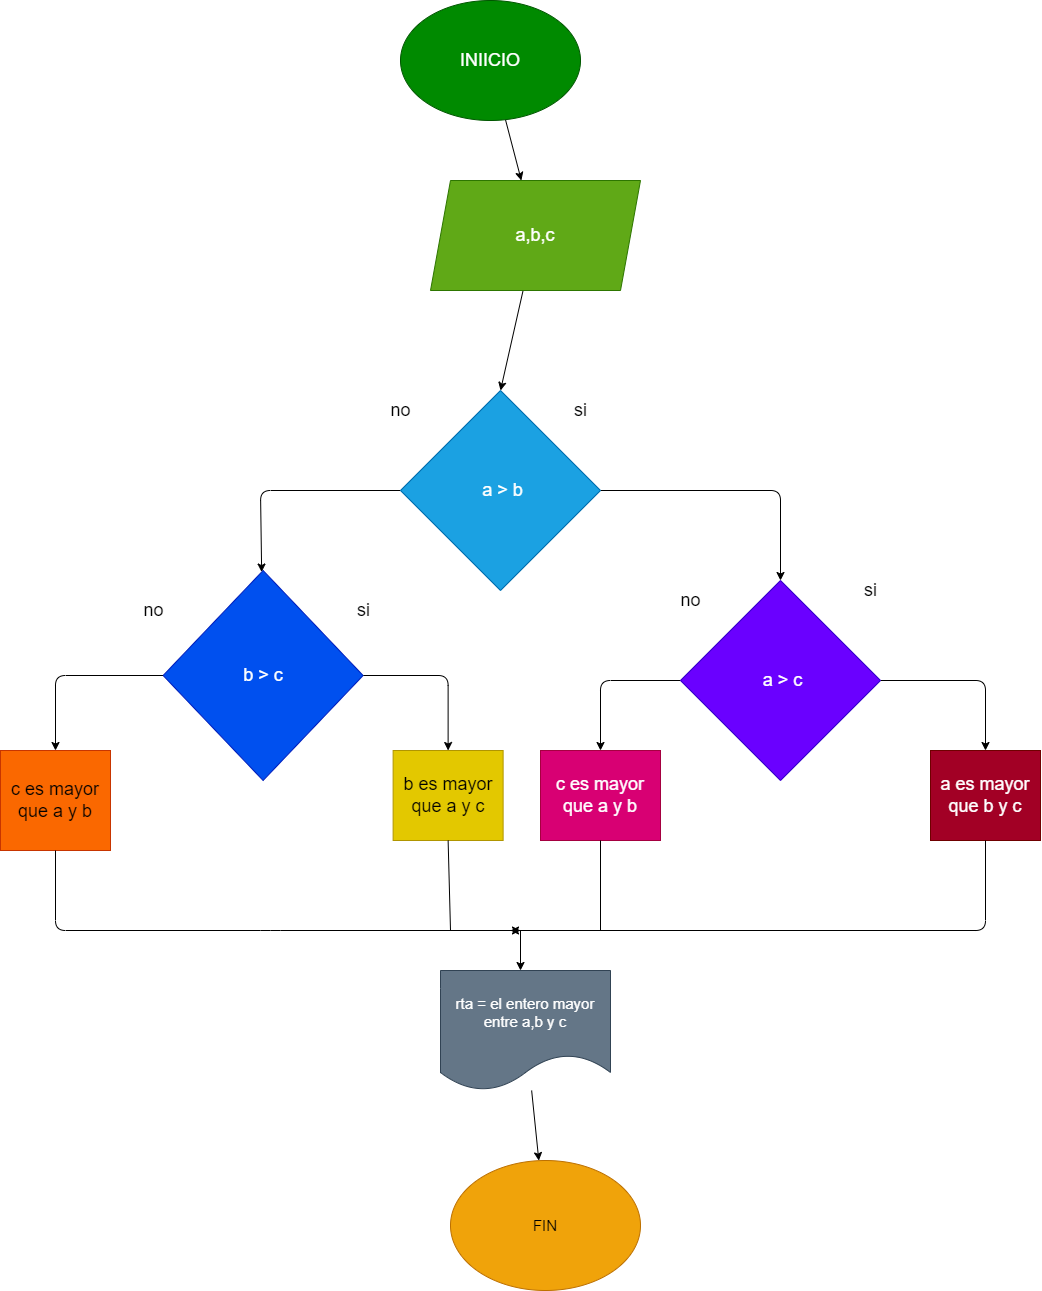 INIICIO
a,b,c
no
si
a > b
no
si
b > c
no
si
a > c
c es mayor
que a y b
b es mayor
que a y c
c es mayor
que a y b
a es mayor
que b y c
rta = el entero mayor
entre a,b y c
FIN